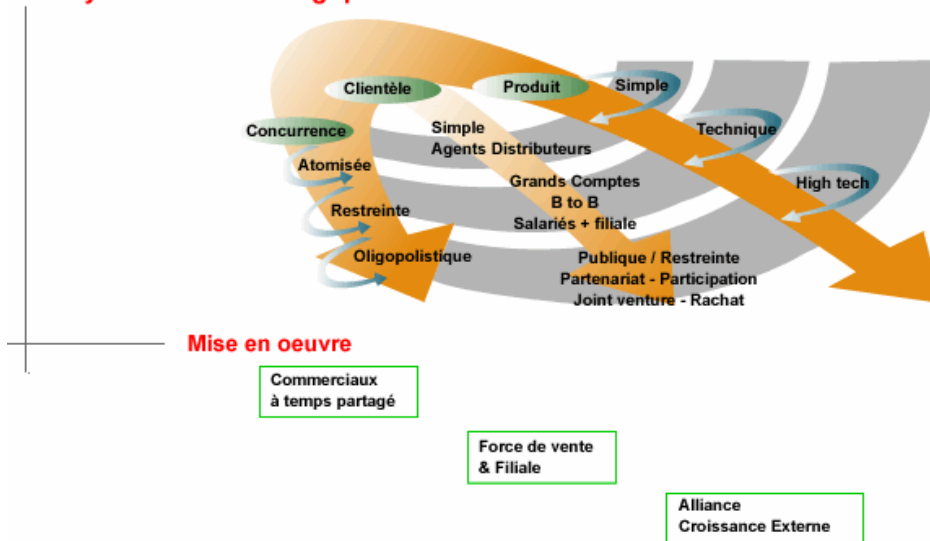 Clientèle
Produit
Simple
Concurrence
Simple
Agents Distributeurs
Technique
Atomisée
Grands Comptes
B to B
Salariés + filiale
High tech
Restreinte
Oligopolistique
Publique / Restreinte
Partenariat - Participation
Joint venture - Rachat
Mise en oeuvre
Commerciaux
à temps partagé
Force de vente
& Filiale
Alliance
Croissance Externe